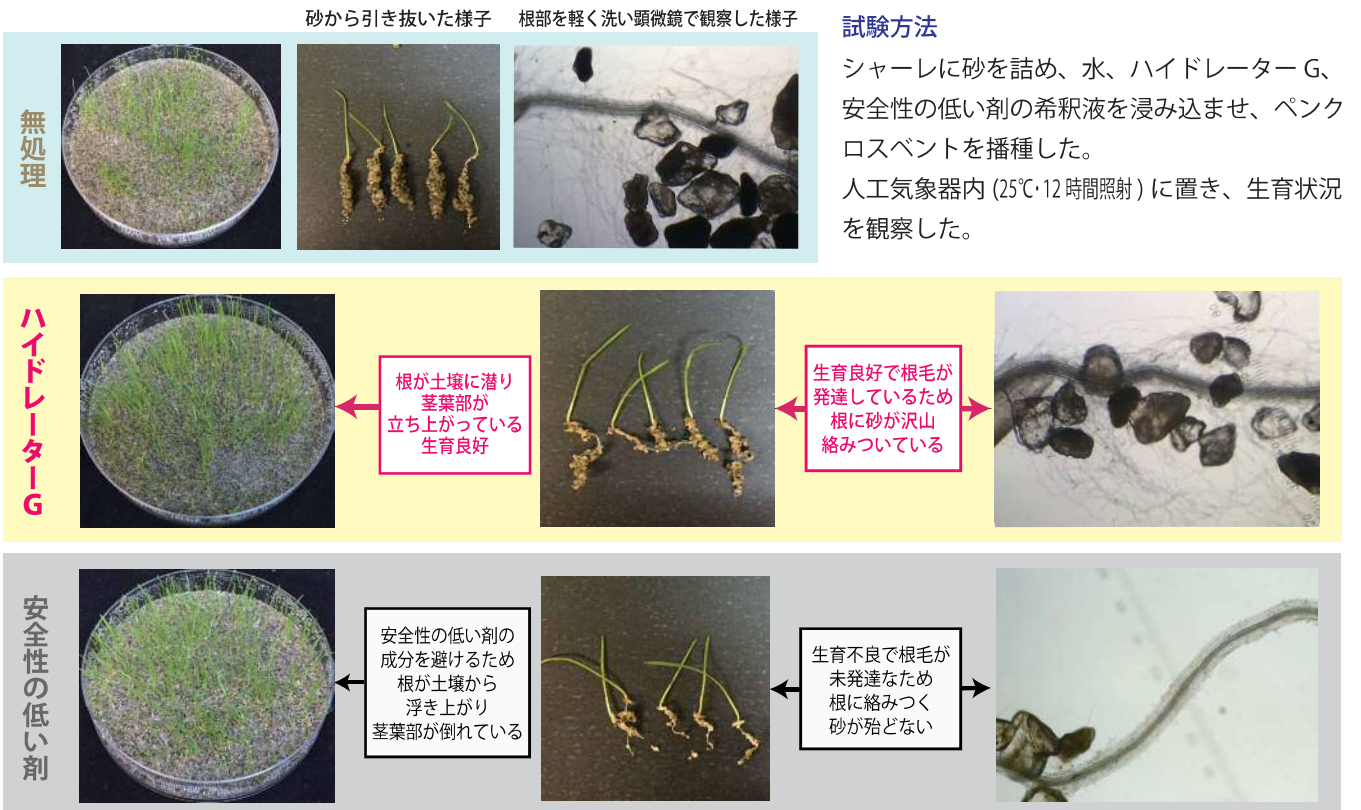 砂から引き抜いた様子
根部を軽く洗い顕微鏡で観察した様子
試験方法
シャーレに砂を詰め、水、ハイドレーターG、
安全性の低い剤の希釈液を浸み込ませ、ペンク
ロスベントを播種した。
人工気象器内(25℃・12時間照射)に置き、生育状況
を観察した。
無処理
ハイドレーターG
根が土壌に潜り
茎葉部が
立ち上がっている
生育良好
生育良好で根毛が
発達しているため
根に砂が沢山
絡みついている
安全性の低い剤
安全性の低い剤の
成分を避けるため
根が土壌から
浮き上がり
茎葉部が倒れている
生育不良で根毛が
未発達なため
根に絡みつく
砂が殆どない